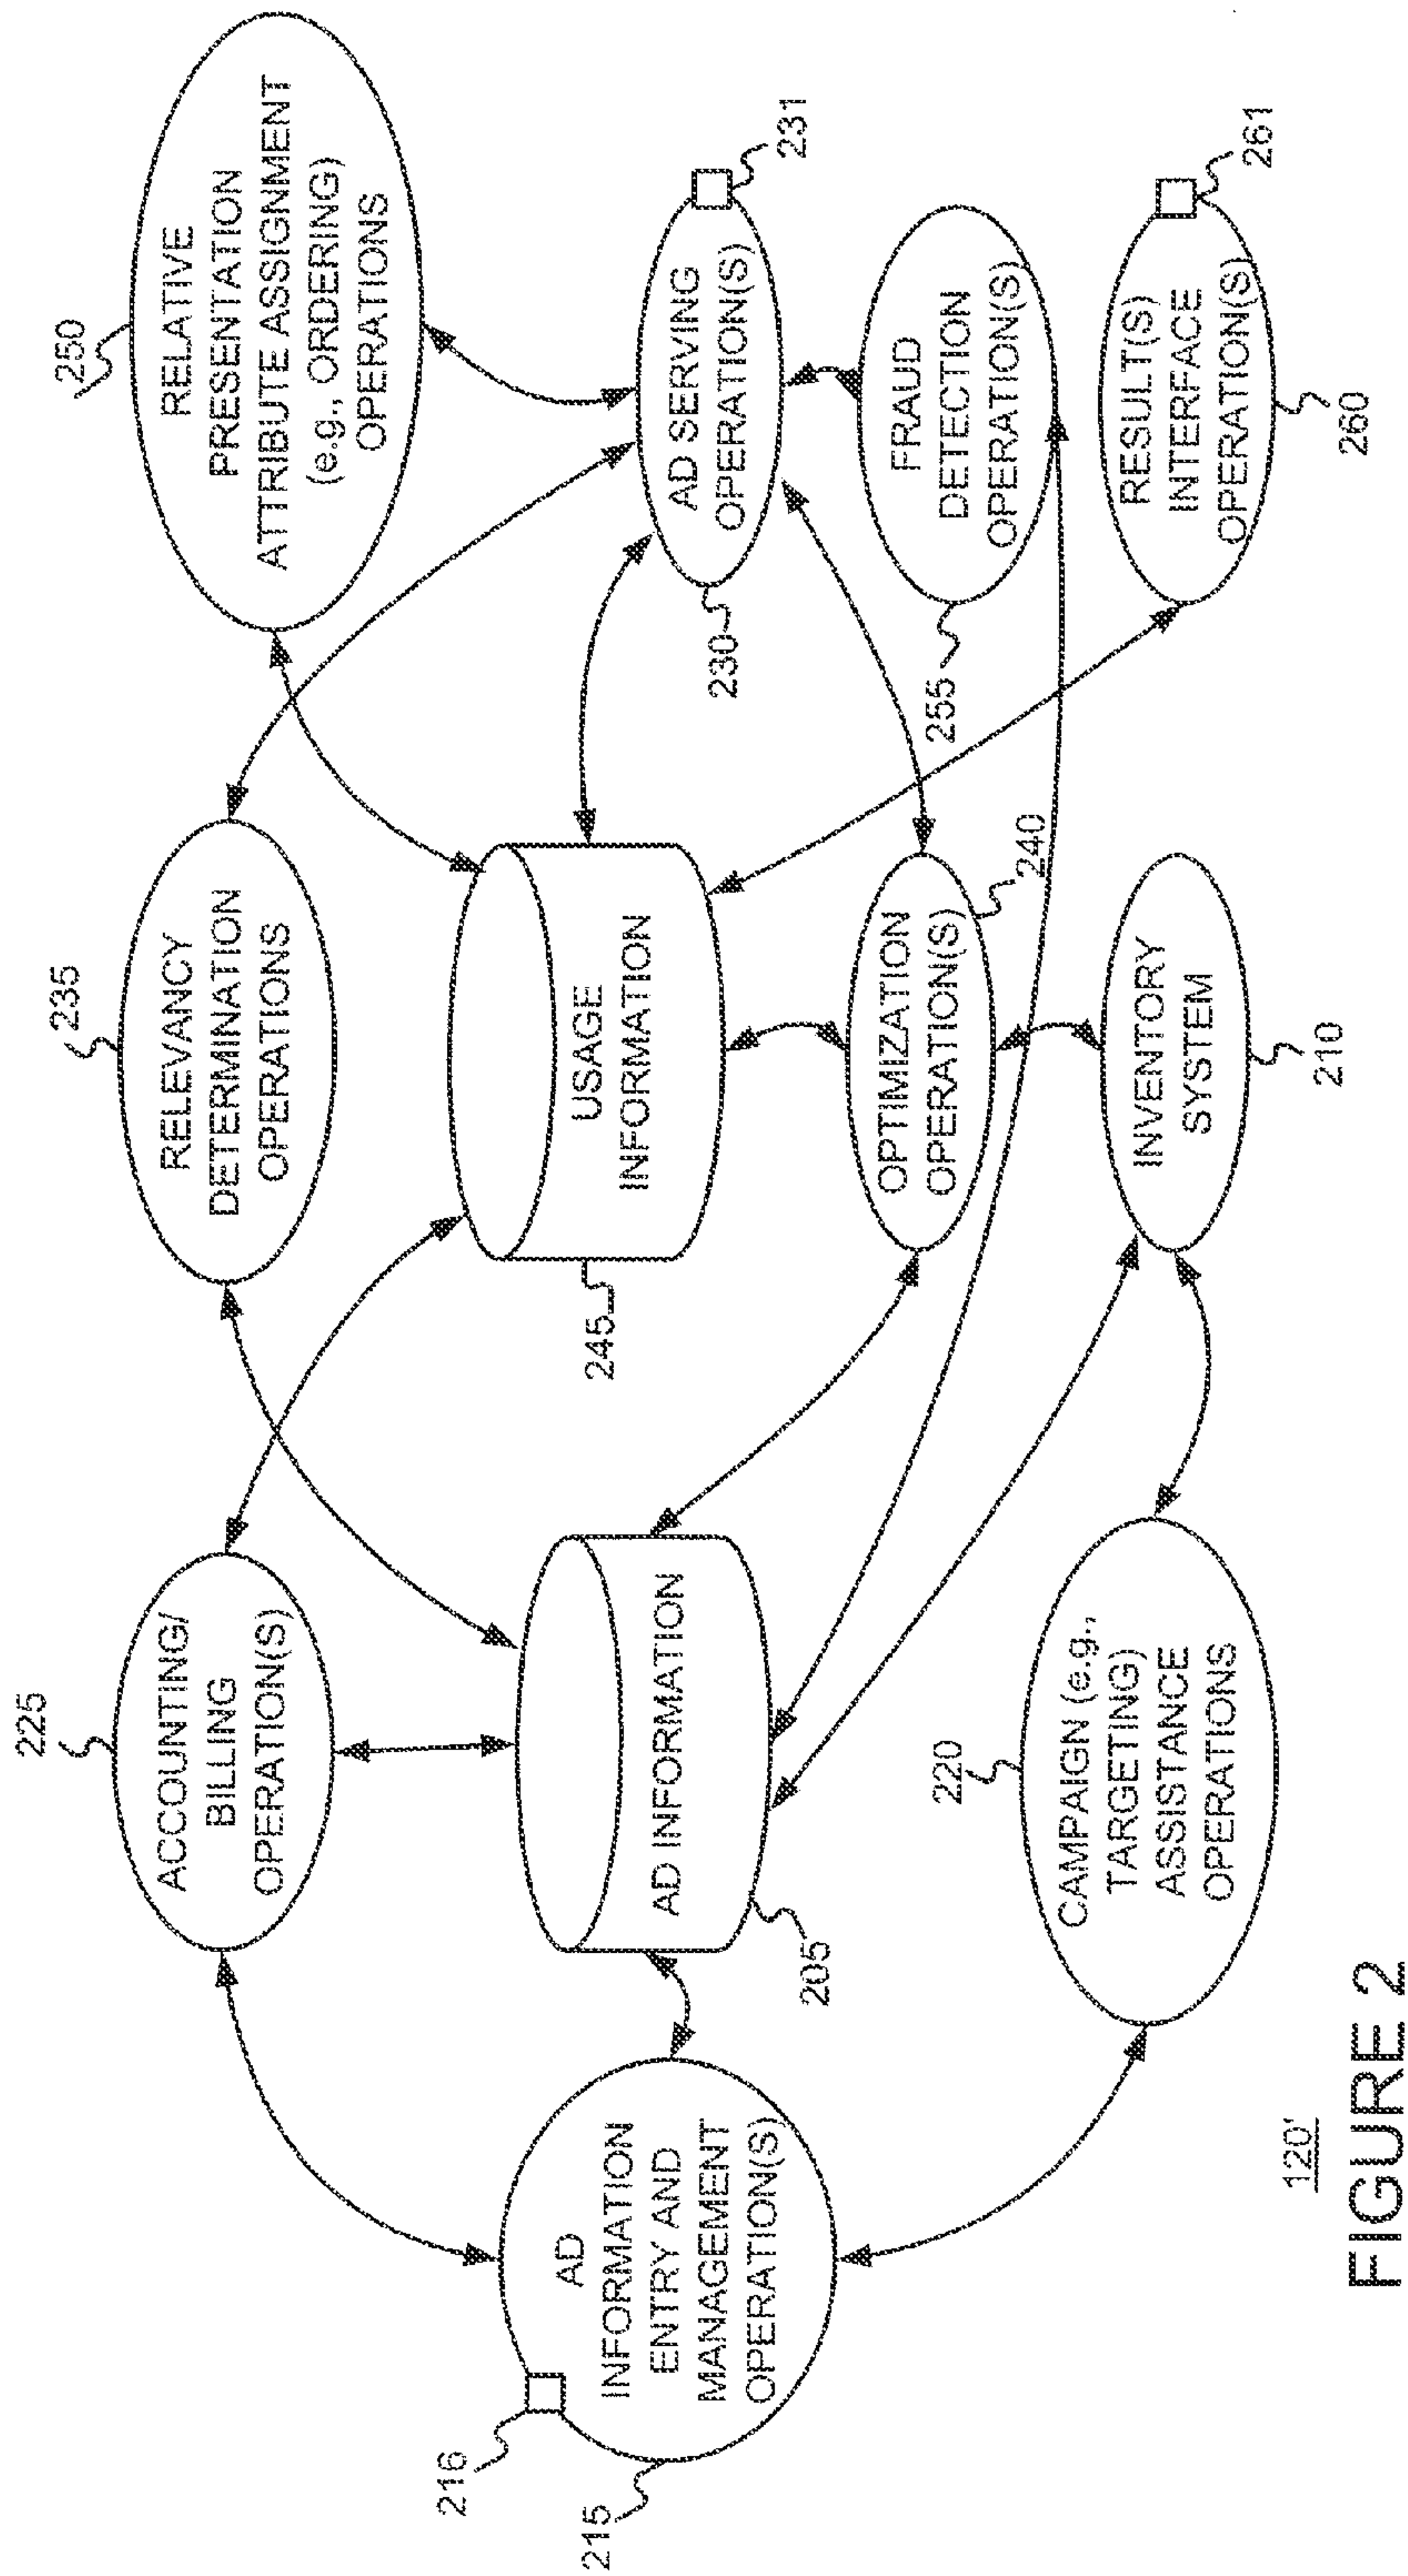 216
215
AD
INFORMATION
ENTRY AND
MANAGEMENT
OPERATION(S)
225
ACCOUNTING/
BILLING
OPERATION(S)
AD INFORMATION
205
220
CAMPAIGN (e.g.,
TARGETING)
ASSISTANCE
OPERATIONS
235
RELEVANCY
DETERMINATION
OPERATIONS
245
USAGE
INFORMATION
OPTIMIZATION
OPERATION(S)
240
INVENTORY
SYSTEM
210
250
RELATIVE
PRESENTATION
ATTRIBUTE ASSIGNMENT
(e.g., ORDERING)
OPERATIONS
230
AD SERVING
OPERATION(S)
231
255
FRAUD
DETECTION
OPERATION(S)
RESULT(S)
INTERFACE
OPERATION(S)
261
260
120'
FIGURE 2